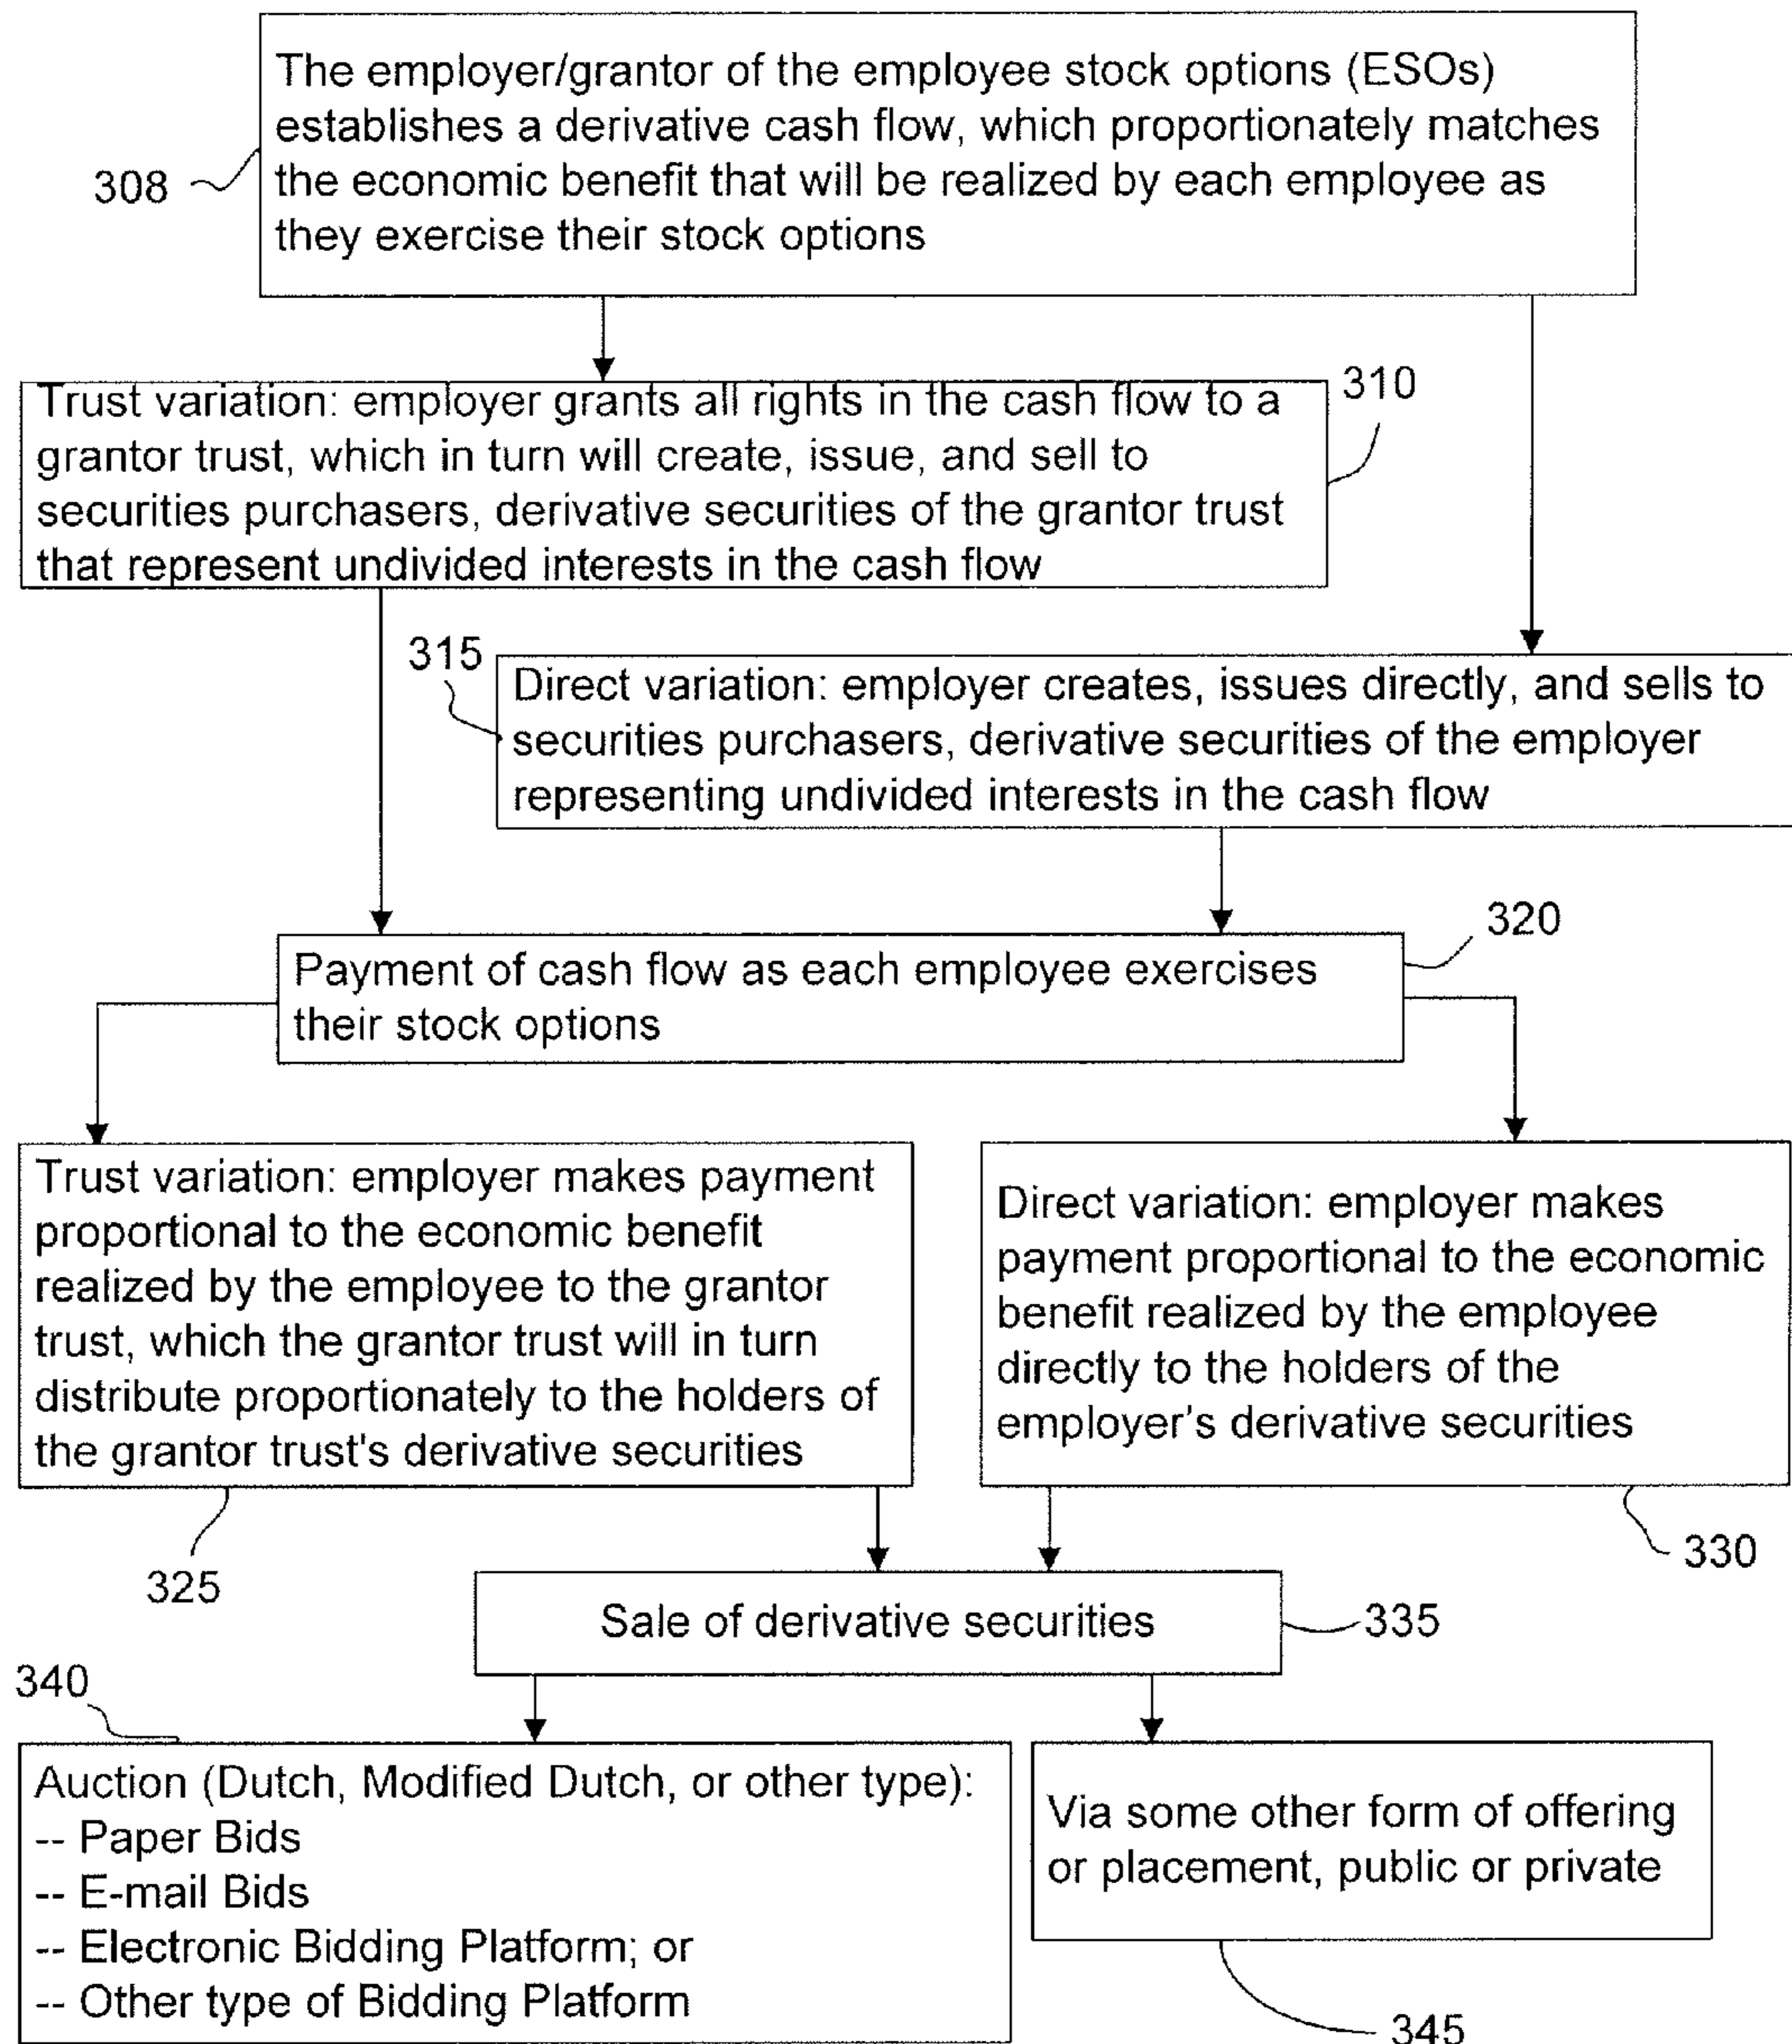 The employer/grantor of the employee stock options (ESOs)
establishes a derivative cash flow, which proportionately matches
the economic benefit that will be realized by each employee as
they exercise their stock options
308
310
Trust variation: employer grants all rights in the cash flow to a
grantor trust, which in turn will create, issue, and sell to
securities purchasers, derivative securities of the grantor trust
that represent undivided interests in the cash flow
315
Direct variation: employer creates, issues directly, and sells to
securities purchasers, derivative securities of the employer
representing undivided interests in the cash flow
320
Payment of cash flow as each employee exercises
their stock options
Trust variation: employer makes payment
proportional to the economic benefit
realized by the employee to the grantor
trust, which the grantor trust will in turn
distribute proportionately to the holders of
the grantor trust's derivative securities
325
Direct variation: employer makes
payment proportional to the economic
benefit realized by the employee
directly to the holders of the
employer's derivative securities
330
Sale of derivative securities
335
340
Auction (Dutch, Modified Dutch, or other type):
-- Paper Bids
-- E-mail Bids
-- Electronic Bidding Platform; or
-- Other type of Bidding Platform
Via some other form of offering
or placement, public or private
345